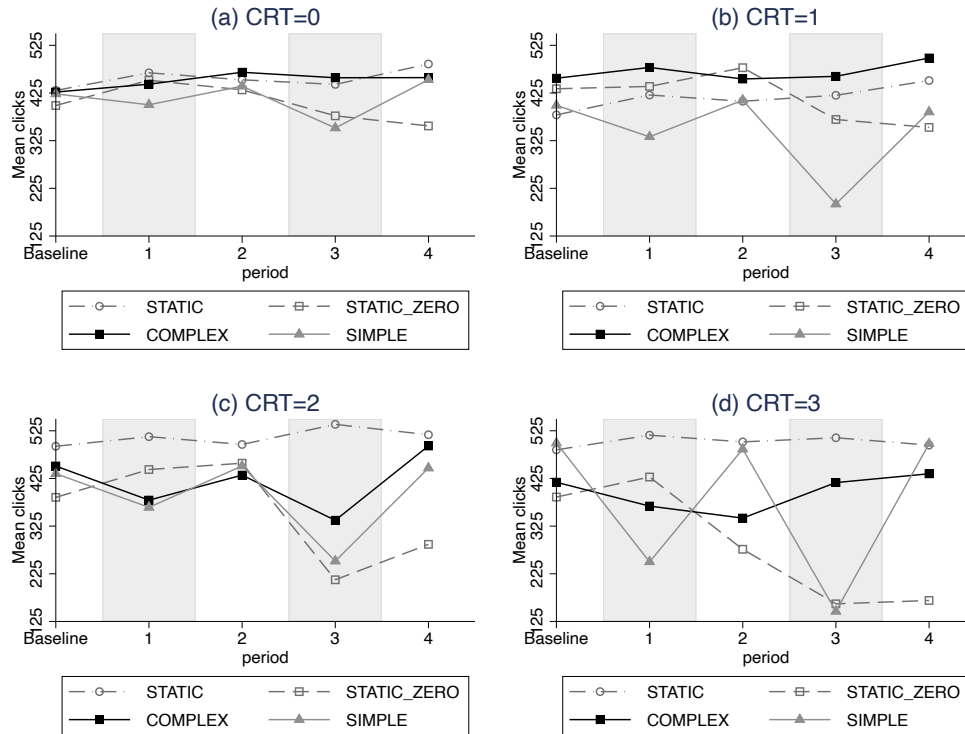 (a) CRT=0
Mean clicks
525
425
325
225
125
Baseline 1 2 3 4
period
STATIC STATIC_ZERO
COMPLEX SIMPLE
(b) CRT=1
Mean clicks
525
425
325
225
125
Baseline 1 2 3 4
period
STATIC STATIC_ZERO
COMPLEX SIMPLE
(c) CRT=2
Mean clicks
525
425
325
225
125
Baseline 1 2 3 4
period
STATIC STATIC_ZERO
COMPLEX SIMPLE
(d) CRT=3
Mean clicks
525
425
325
225
125
Baseline 1 2 3 4
period
STATIC STATIC_ZERO
COMPLEX SIMPLE